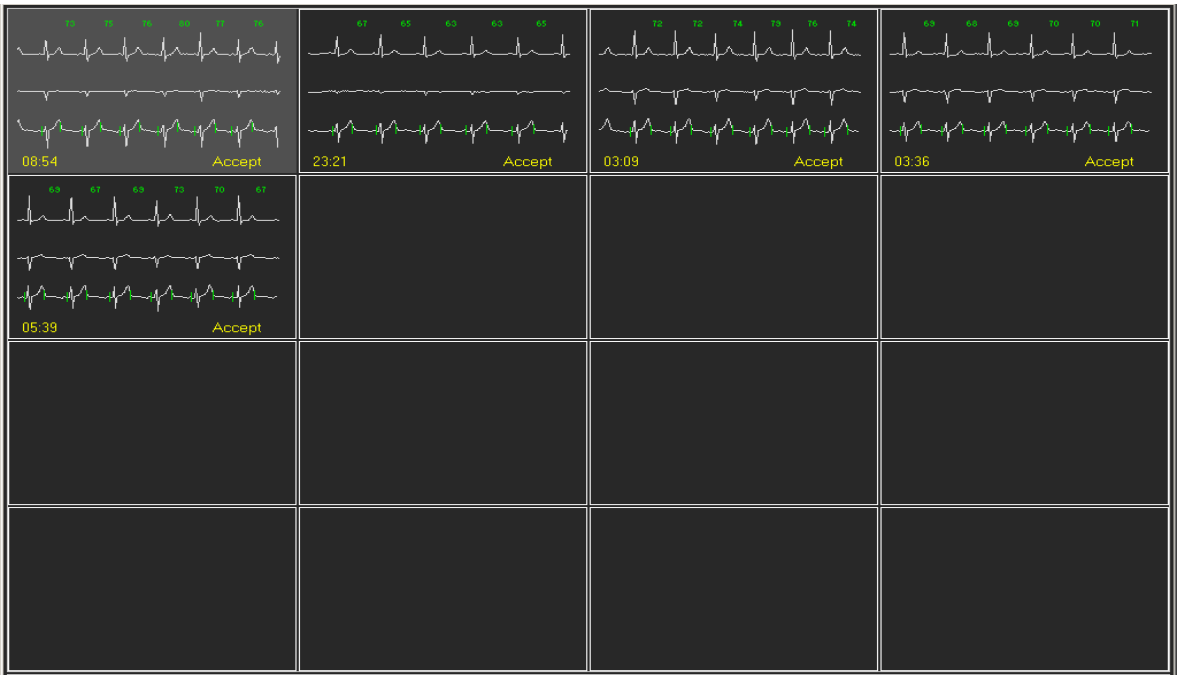 73 75 76 80 77 76
08:54 Accept
67 65 63 63 65
23:21 Accept
72 72 74 79 76 74
03:09 Accept
69 68 69 70 70 71
03:36 Accept
69 67 69 73 70 67
05:39 Accept